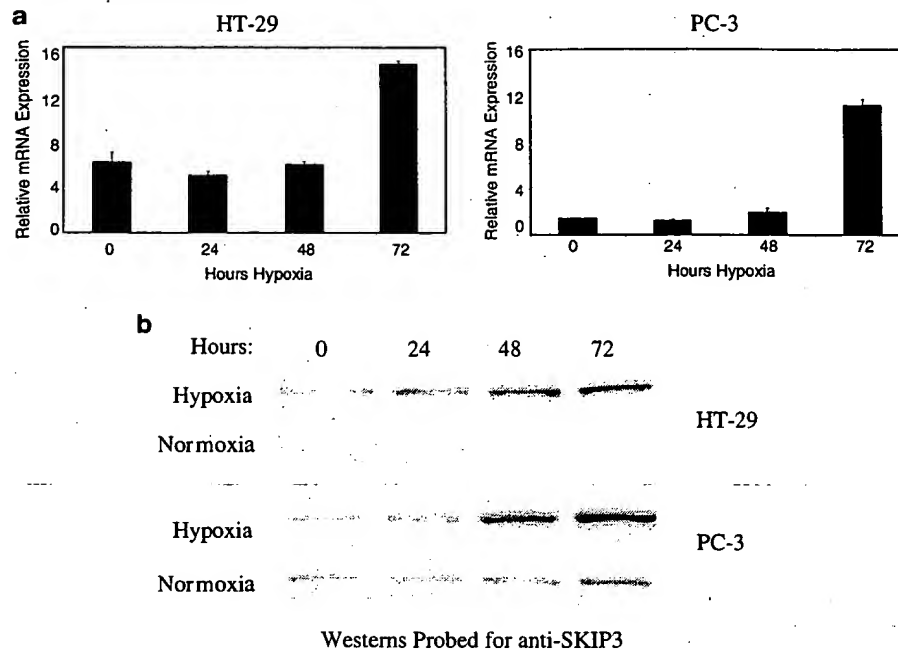 a
HT-29
Relative mRNA Expression
16
12
8
4
0
0 24 48 72
Hours Hypoxia
PC-3
Relative mRNA Expression
16
12
8
4
0
0 24 48 72
Hours Hypoxia
b
Hours: 0 24 48 72
Hypoxia
HT-29
Normoxia
Hypoxia
PC-3
Normoxia
Westerns Probed for anti-SKIP3